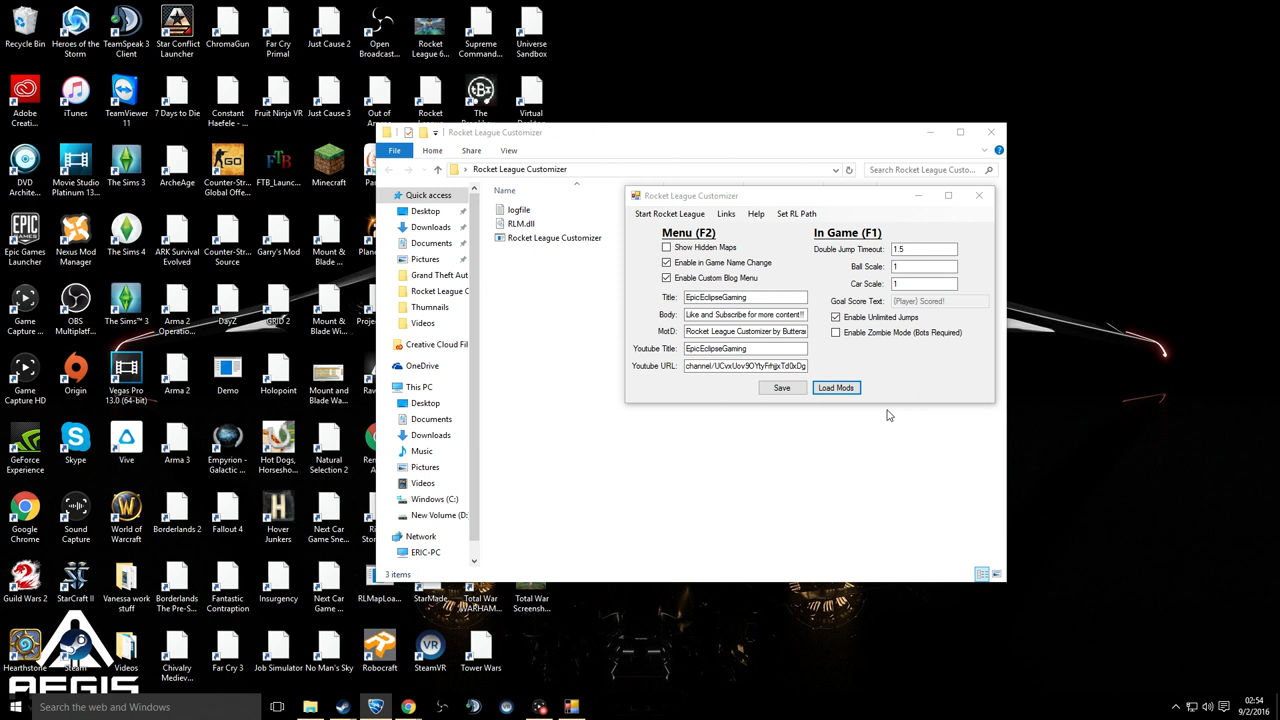 Recycle Bin
Heroes of the Storm
TeamSpeak 3 Client
Star Conflict Launcher
ChromaGun
Far Cry Primal
Just Cause 2
Open Broadcast...
Rocket League 6...
Supreme Command...
Universe Sandbox
Adobe Creati...
iTunes
TeamViewer 11
7 Days to Die
Constant Haefele - ...
Fruit Ninja VR
Just Cause 3
Out of
Rocket
The
Virtual
DVD Archite...
Movie Studio Platinum 13...
The Sims 3
ArcheAge
Counter-Str... Global Offe...
FTB_Launc...
Minecraft
Epic Games Launcher
Nexus Mod Manager
The Sims 4
ARK Survival Evolved
Counter-Str... Source
Garry's Mod
Mount & Blade
Game Capture ...
OBS Multiplatf...
The Sims™ 3
Arma 2 Operatio...
DayZ
GRID 2
Mount & Blade Wi...
Game Capture HD
Origin
Vegas Pro 13.0 (64-bit)
Arma 2
Demo
Holopoint
Mount and Blade Wa...
GeForce Experience
Skype
Vive
Arma 3
Empyrion - Galactic ...
Hot Dogs, Horsesho...
Natural Selection 2
Google Chrome
Sound Capture
World of Warcraft
Borderlands 2
Fallout 4
Hover Junkers
Next Car Game Sne...
Guild Wars 2
StarCraft II
Vanessa work stuff
Borderlands The Pre-S...
Fantastic Contraption
Insurgency
Next Car Game ...
RLMapLoa...
StarMade
Total War WARHAM...
Total War Screensh...
Hearthstone
Steam
Videos
Chivalry Mediev...
Far Cry 3
Job Simulator
No Man's Sky
Robocraft
SteamVR
Tower Wars
AEGIS
Rocket League Customizer
File
Home
Share
View
Rocket League Customizer
Search Rocket League Custo...
Quick access
Desktop
Downloads
Documents
Pictures
Grand Theft Aut
Rocket League C
Thumnails
Videos
Creative Cloud Fil
OneDrive
This PC
Desktop
Documents
Downloads
Music
Pictures
Videos
Windows (C:)
New Volume (D:
Network
ERIC-PC
Name
logfile
RLM.dll
Rocket League Customizer
3 items
Rocket League Customizer
Start Rocket League
Links
Help
Set RL Path
Menu (F2)
Show Hidden Maps
Enable in Game Name Change
Enable Custom Blog Menu
Title: EpicEclipseGaming
Body: Like and Subscribe for more content!!
MotD: Rocket League Customizer by Butterar
Youtube Title: EpicEclipseGaming
Youtube URL: channel/UCvxUov9OYtyFrhjxTd0xDg
In Game (F1)
Double Jump Timeout: 1.5
Ball Scale: 1
Car Scale: 1
Goal Score Text: {Player} Scored!
Enable Unlimited Jumps
Enable Zombie Mode (Bots Required)
Save
Load Mods
Search the web and Windows
02:54
9/2/2016